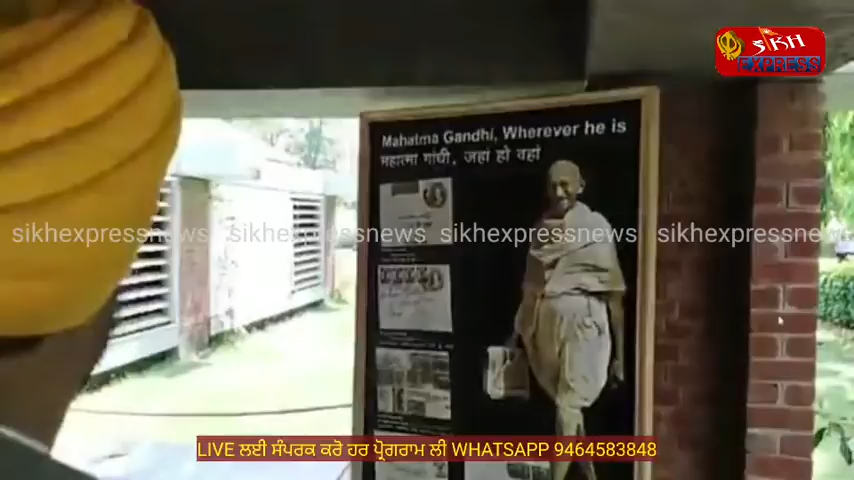 SIKH
EXPRESS
Mahatma Gandhi, Wherever he is
महात्मा गांधी, जहां हो वहां
sikhexpressnews sikhexpressnews sikhexpressnews sikhexpressnews
LIVE ਲਈ ਸੰਪਰਕ ਕਰੋ ਹਰ ਪ੍ਰੋਗਰਾਮ ਲੀ WHATSAPP 9464583848